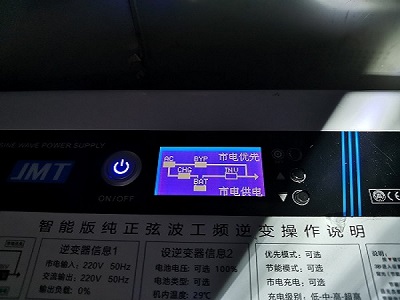 SINE WAVE POWER SUPPLY
JMT
ON/OFF
AC BYP 市电优先
CHG INV
BAT
市电供电
智能版纯正弦波工频逆变操作说明
逆变器信息1
市电输入: 220V 50Hz
交流输出: 220V 50Hz
输出负载: 0%
设逆变器信息2
电池电压: 可选 100%
电池类型: 可选
机内温度: 29℃
优先模式: 可选
节能模式: 可选
市电充电: 可选
充电级别: 低-中-高-超高